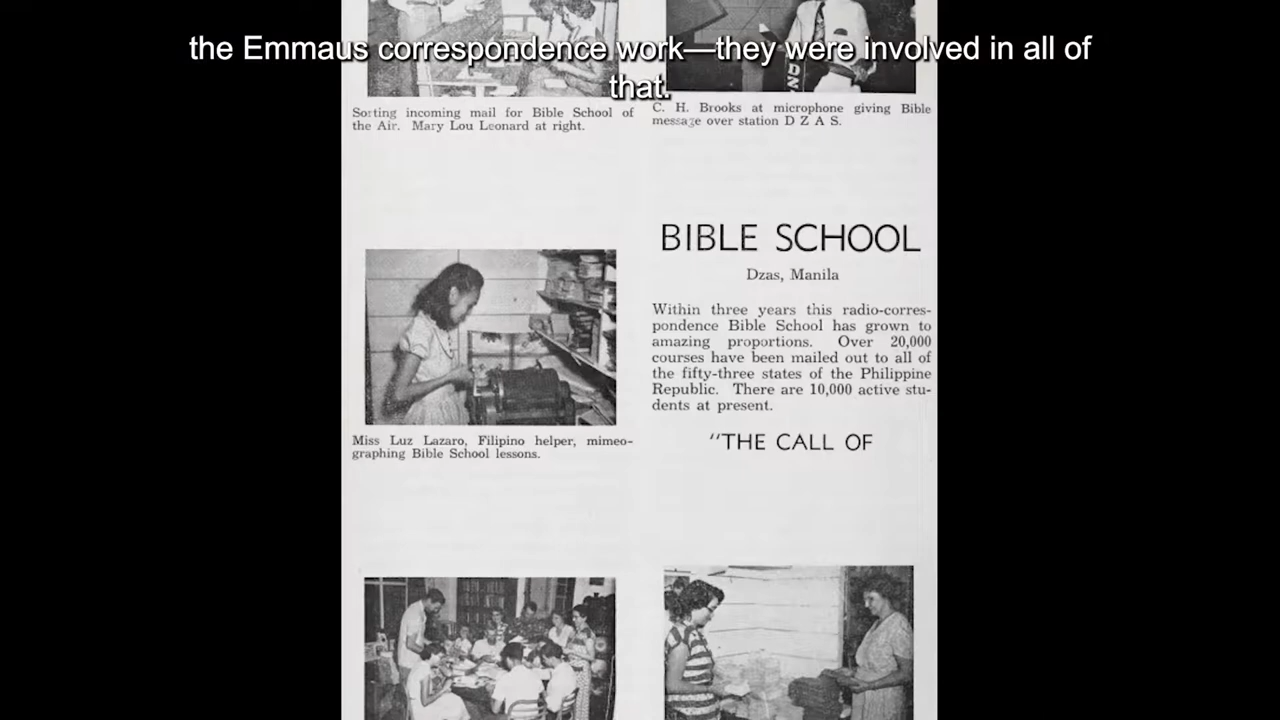 the Emmaus correspondence work—they were involved in all of
that.
Sorting incoming mail for Bible School of
the Air. Mary Lou Leonard at right.
C. H. Brooks at microphone giving Bible
message over station D Z A S.
BIBLE SCHOOL
Dzas, Manila
Within three years this radio-corres-
pondence Bible School has grown to
amazing proportions. Over 20,000
courses have been mailed out to all of
the fifty-three states of the Philippine
Republic. There are 10,000 active stu-
dents at present.
"THE CALL OF
Miss Luz Lazaro, Filipino helper, mimeo-
graphing Bible School lessons.